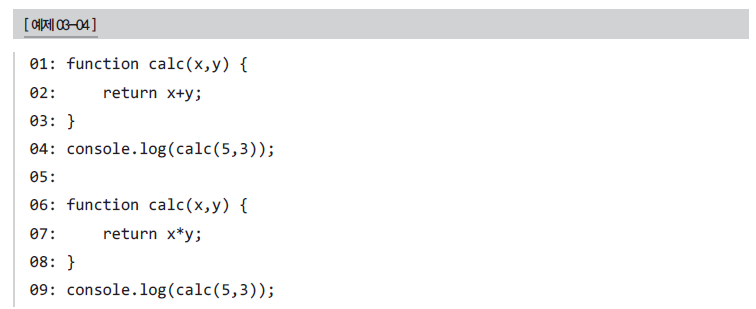 [ 예제 03-04 ]
01: function calc(x,y) {
02:     return x+y;
03: }
04: console.log(calc(5,3));
05:
06: function calc(x,y) {
07:     return x*y;
08: }
09: console.log(calc(5,3));